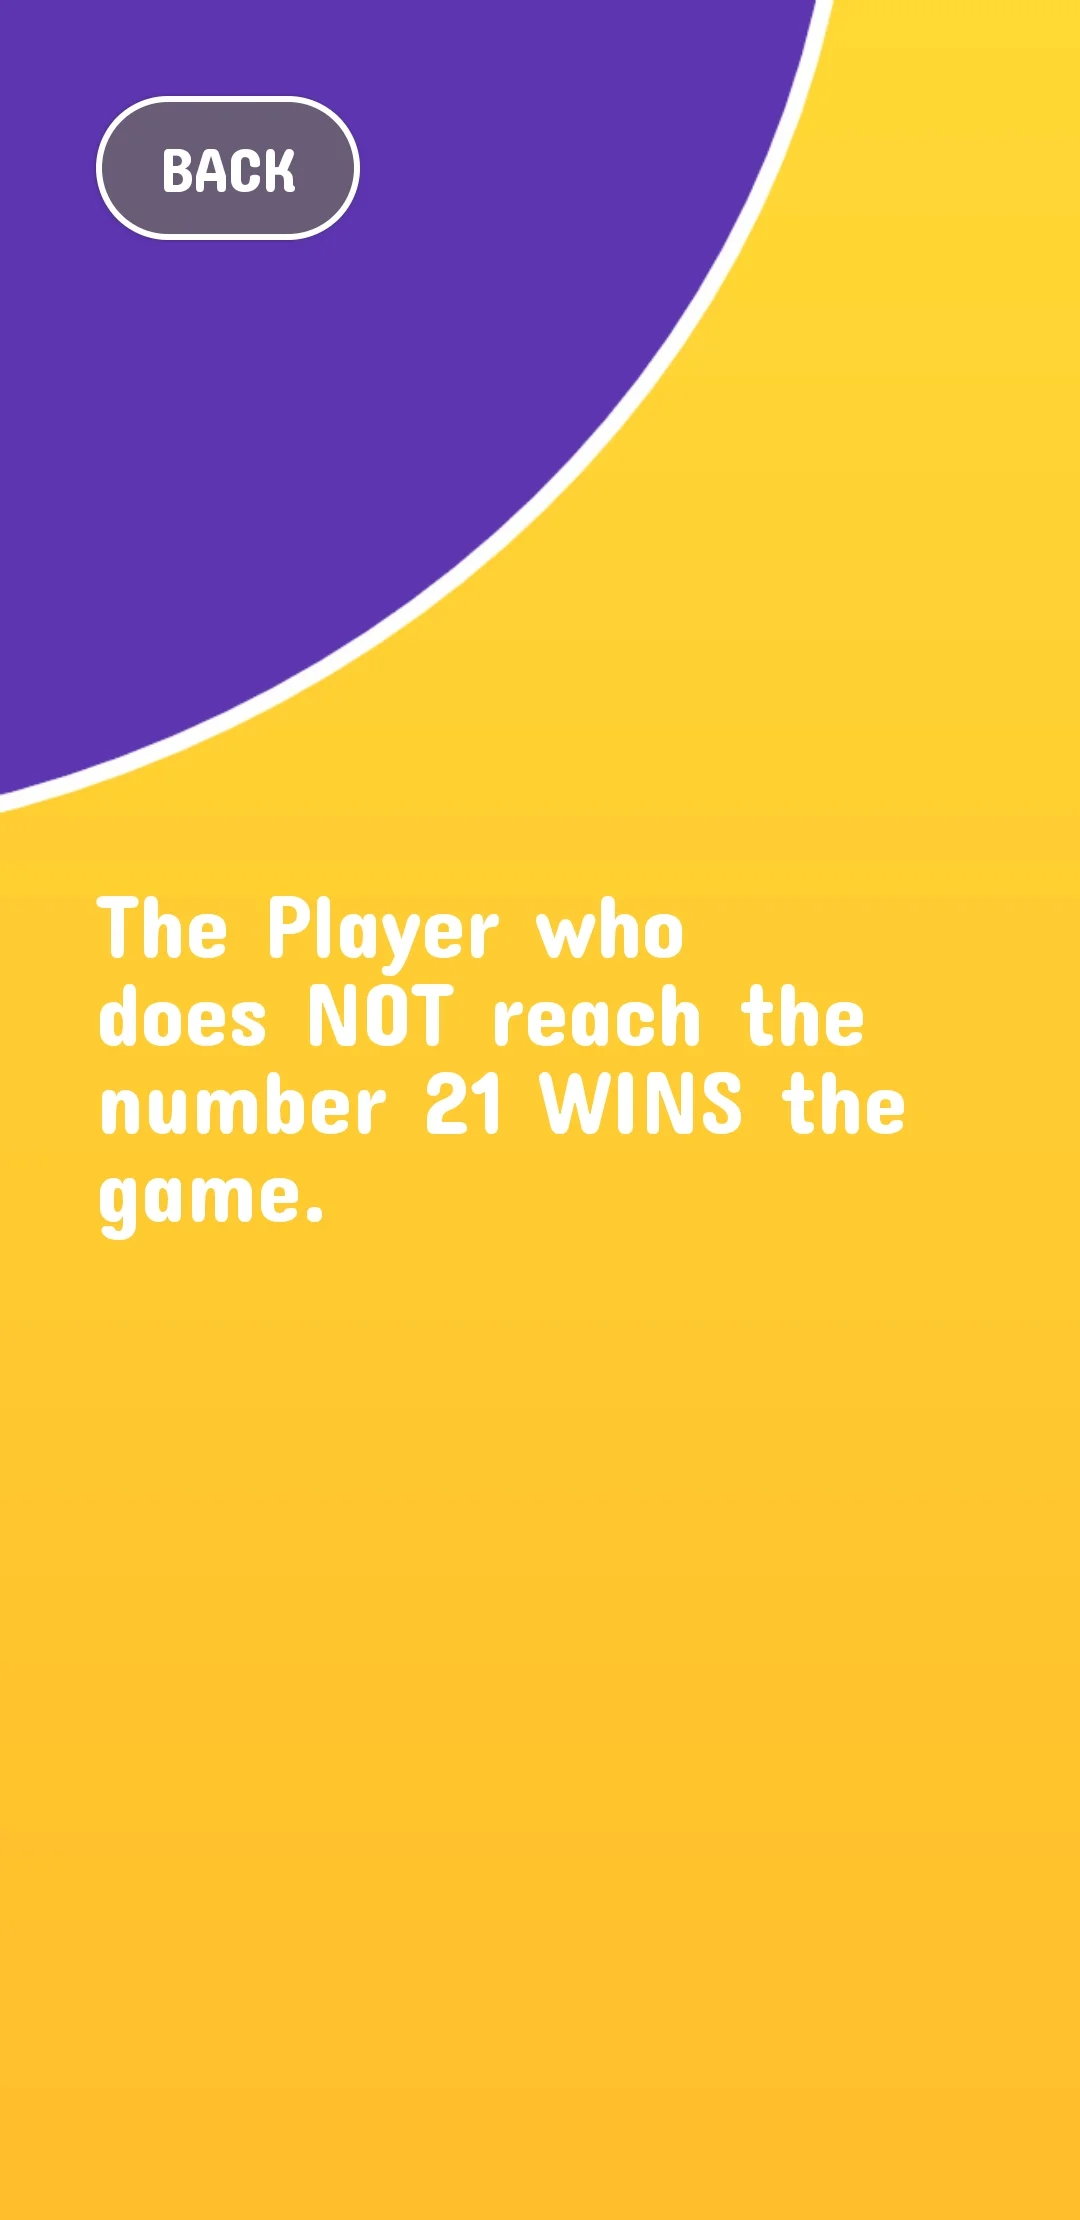 BACK
The Player who
does NOT reach the
number 21 WINS the
game.